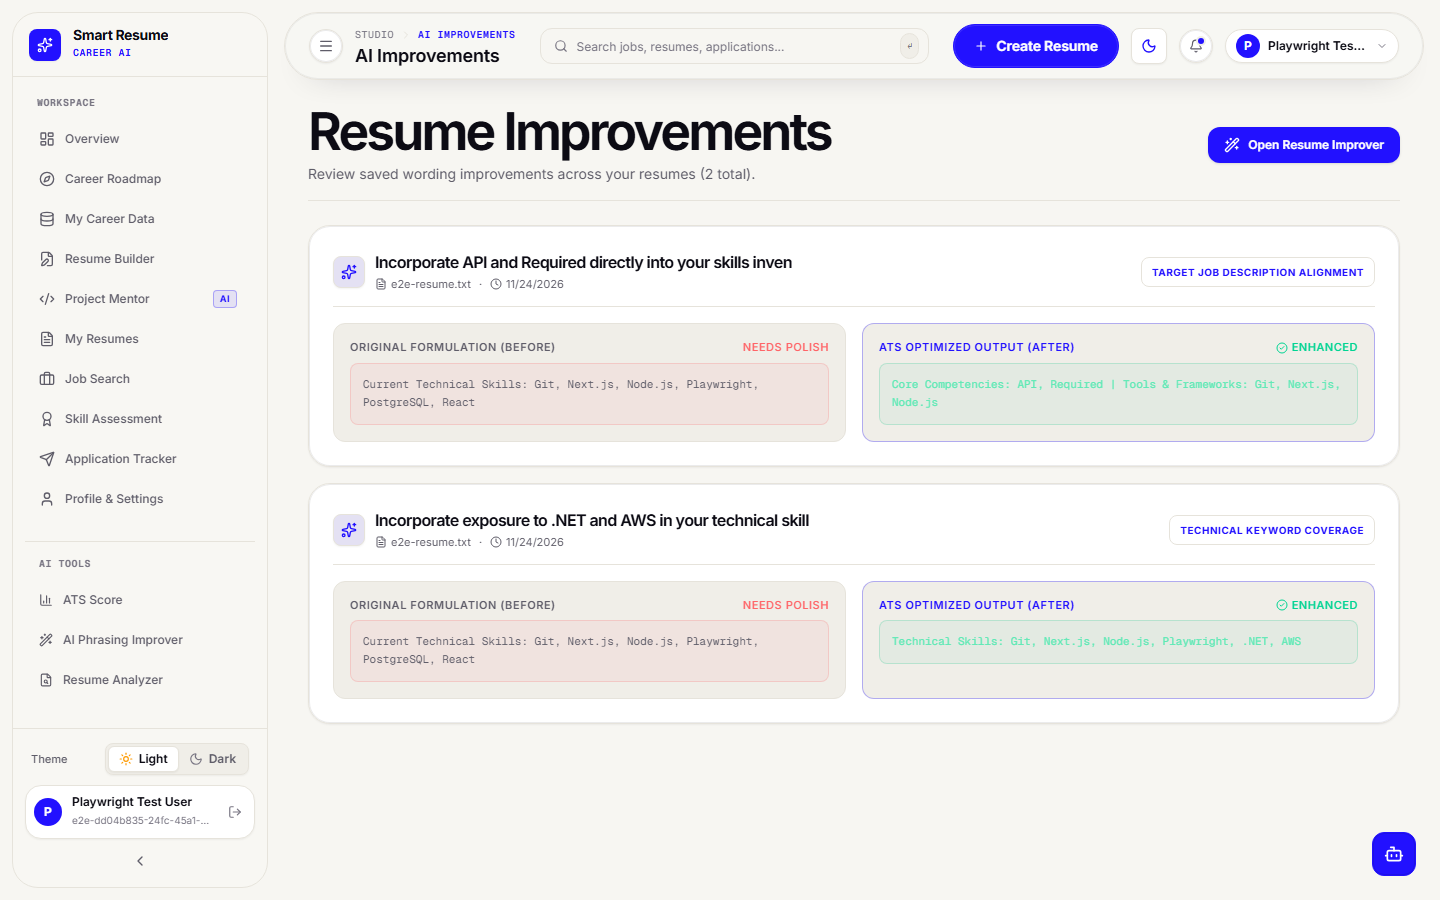 Smart Resume
CAREER AI
WORKSPACE
Overview
Career Roadmap
My Career Data
Resume Builder
Project Mentor
AI
My Resumes
Job Search
Skill Assessment
Application Tracker
Profile & Settings
AI TOOLS
ATS Score
AI Phrasing Improver
Resume Analyzer
Theme
Light
Dark
P
Playwright Test User
e2e-dd04b835-24fc-45a1-...
STUDIO
AI IMPROVEMENTS
AI Improvements
Search jobs, resumes, applications...
Create Resume
P
Playwright Tes...
Resume Improvements
Review saved wording improvements across your resumes (2 total).
Open Resume Improver
Incorporate API and Required directly into your skills inven
e2e-resume.txt · 11/24/2026
TARGET JOB DESCRIPTION ALIGNMENT
ORIGINAL FORMULATION (BEFORE)
NEEDS POLISH
Current Technical Skills: Git, Next.js, Node.js, Playwright,
PostgreSQL, React
ATS OPTIMIZED OUTPUT (AFTER)
ENHANCED
Core Competencies: API, Required | Tools & Frameworks: Git, Next.js,
Node.js
Incorporate exposure to .NET and AWS in your technical skill
e2e-resume.txt · 11/24/2026
TECHNICAL KEYWORD COVERAGE
ORIGINAL FORMULATION (BEFORE)
NEEDS POLISH
Current Technical Skills: Git, Next.js, Node.js, Playwright,
PostgreSQL, React
ATS OPTIMIZED OUTPUT (AFTER)
ENHANCED
Technical Skills: Git, Next.js, Node.js, Playwright, .NET, AWS